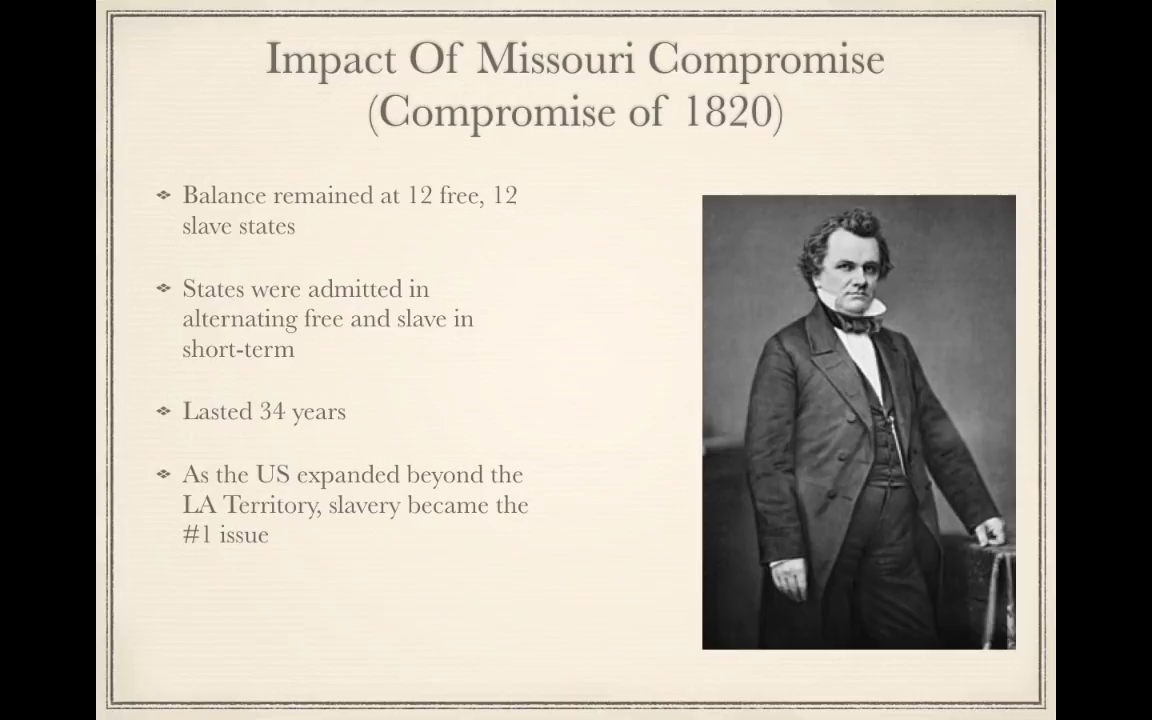 Impact Of Missouri Compromise
(Compromise of 1820)
Balance remained at 12 free, 12
slave states
States were admitted in
alternating free and slave in
short-term
Lasted 34 years
As the US expanded beyond the
LA Territory, slavery became the
#1 issue